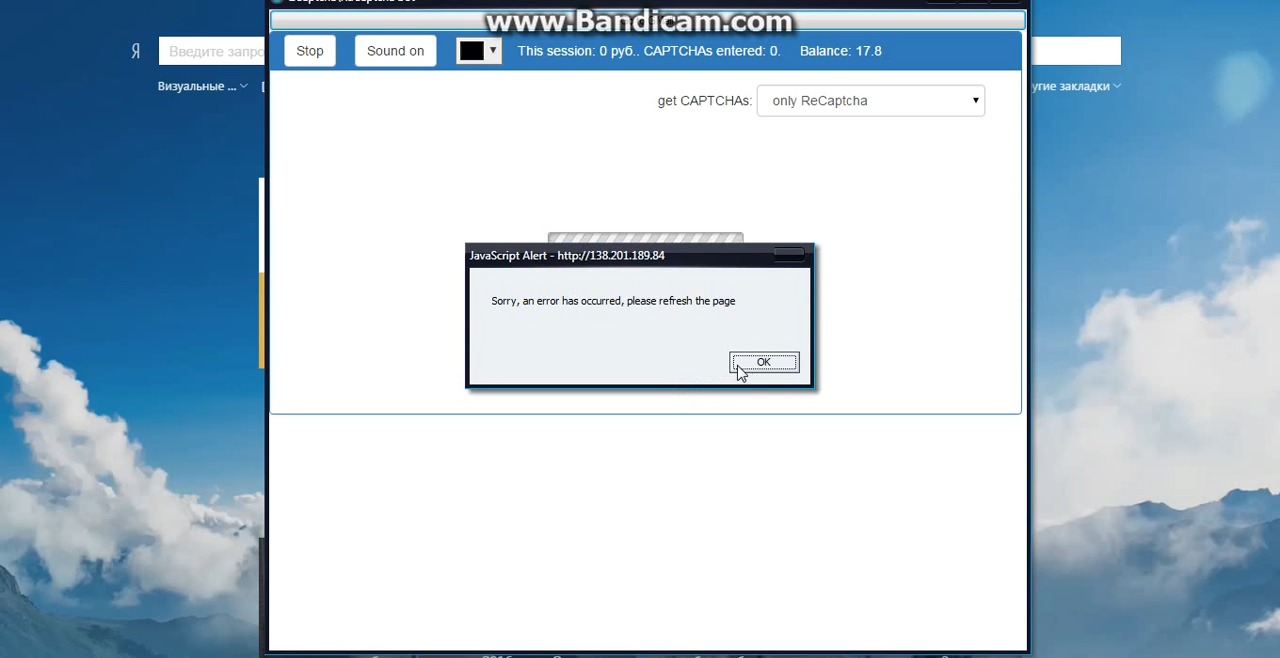 www.Bandicam.com
Stop
Sound on
This session: 0 руб.. CAPTCHAs entered: 0.
Balance: 17.8
Я
Введите запро
Визуальные ...
угие закладки
get CAPTCHAs:
only ReCaptcha
JavaScript Alert - http://138.201.189.84
Sorry, an error has occurred, please refresh the page
OK